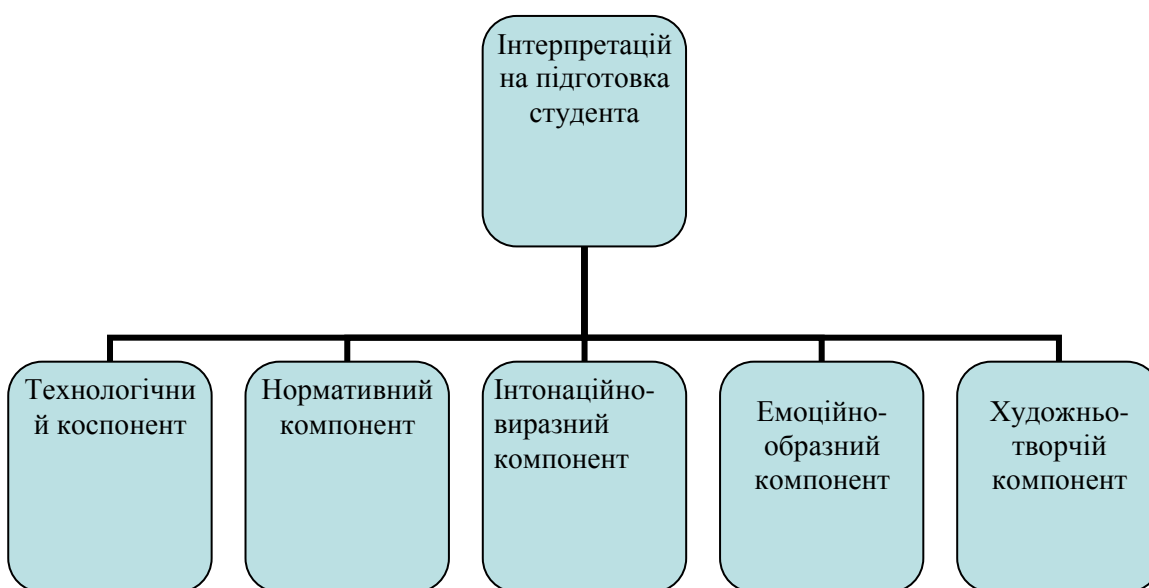 Інтерпретацій
на підготовка
студента
Технологічни
й коспонент
Нормативний
компонент
Інтонаційно-
виразний
компонент
Емоційно-
образний
компонент
Художньо-
творчій
компонент